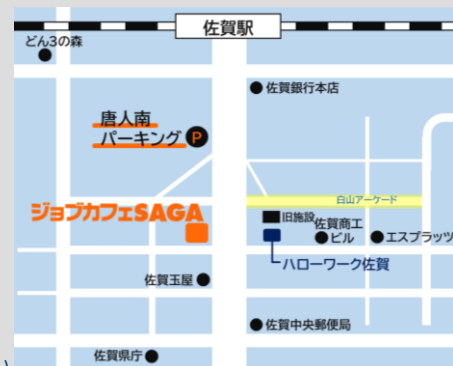 佐賀駅
どん3の森
佐賀銀行本店
唐人南
パーキング P
白山アーケード
ジョブカフェSAGA
旧施設
佐賀商工
ビル
エスプラッツ
ハローワーク佐賀
佐賀玉屋
佐賀中央郵便局
佐賀県庁
)